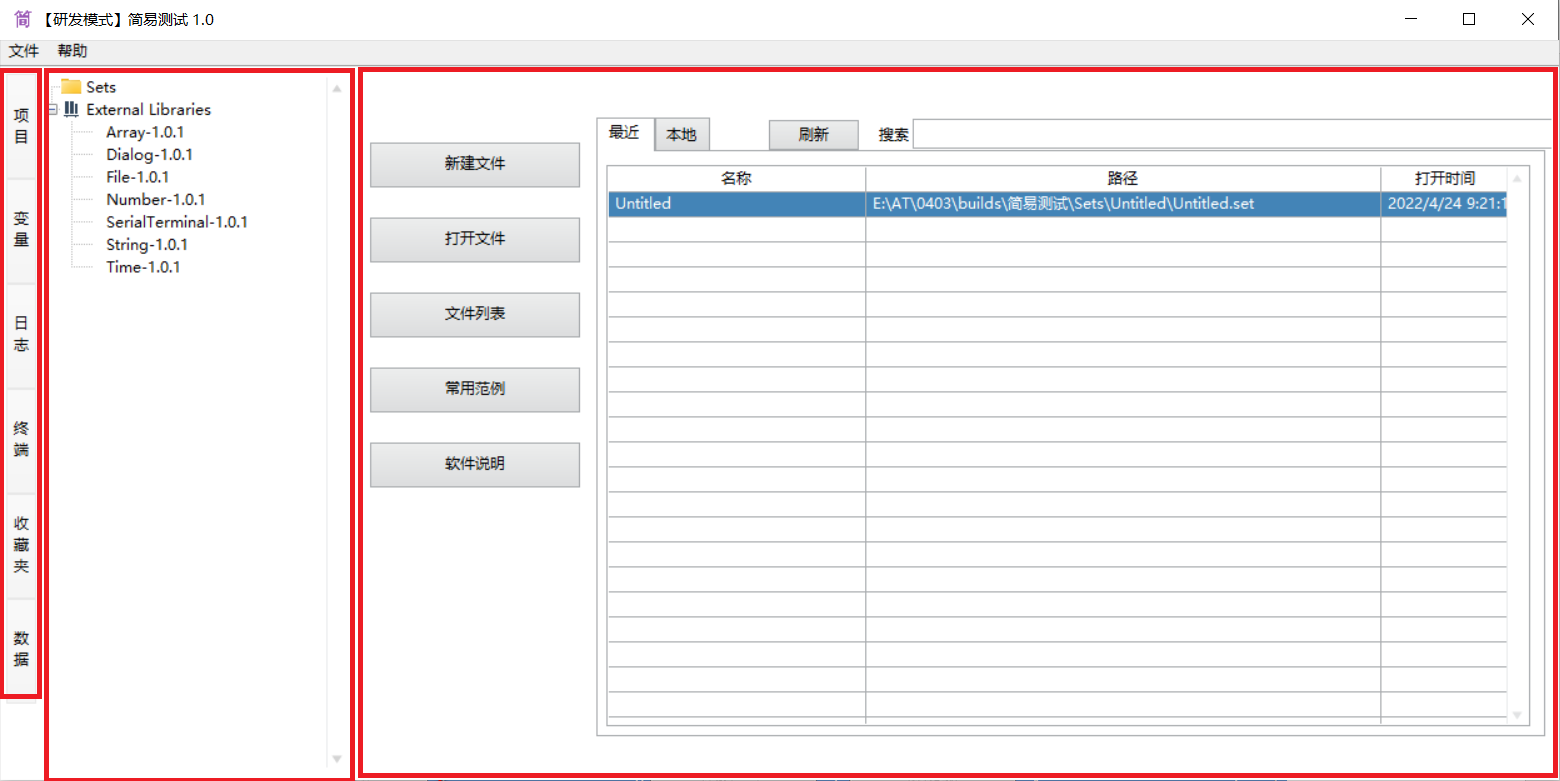 简 【研发模式】简易测试 1.0
文件 帮助
项目
变量
日志
终端
收藏夹
数据
Sets
External Libraries
Array-1.0.1
Dialog-1.0.1
File-1.0.1
Number-1.0.1
SerialTerminal-1.0.1
String-1.0.1
Time-1.0.1
新建文件
打开文件
文件列表
常用范例
软件说明
最近 本地 刷新 搜索
名称 路径 打开时间
Untitled E:\AT\0403\builds\简易测试\Sets\Untitled\Untitled.set 2022/4/24 9:21:1